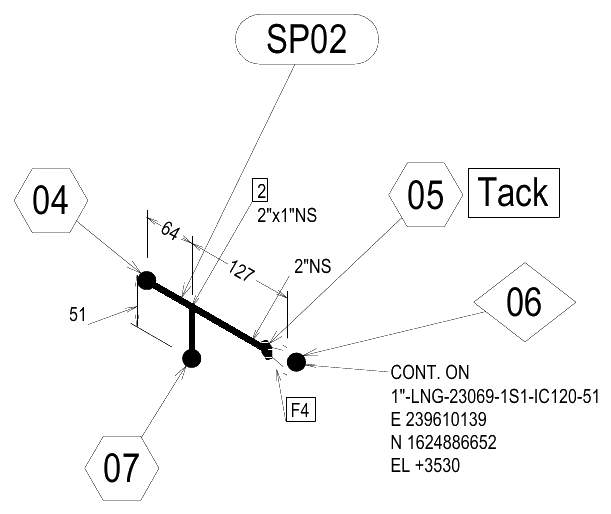 SP02
04
2
2"x1"NS
05
Tack
64
127
2"NS
51
06
CONT. ON
1"-LNG-23069-1S1-IC120-51
E 239610139
N 1624886652
EL +3530
F4
07